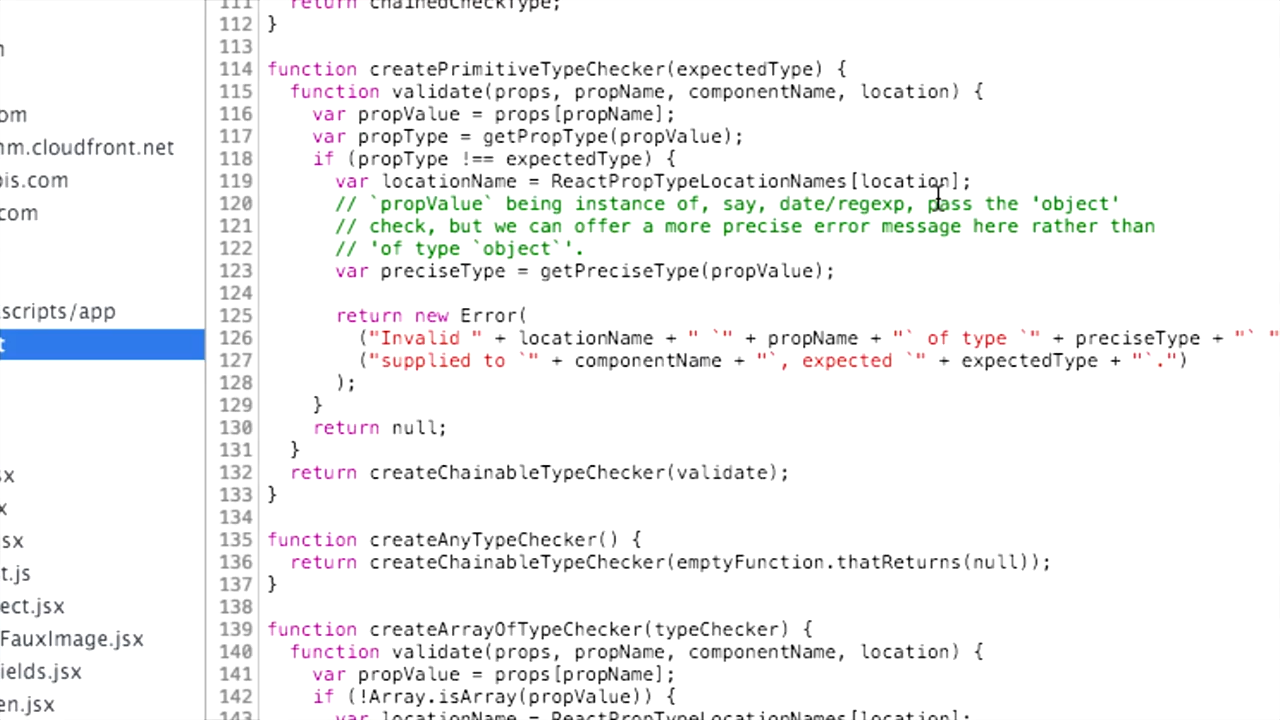 111 return chainedCheckType;
112 }
113
114 function createPrimitiveTypeChecker(expectedType) {
115 function validate(props, propName, componentName, location) {
116 var propValue = props[propName];
117 var propType = getPropType(propValue);
118 if (propType !== expectedType) {
119 var locationName = ReactPropTypeLocationNames[location];
120 // `propValue` being instance of, say, date/regexp, pass the 'object'
121 // check, but we can offer a more precise error message here rather than
122 // 'of type `object`'.
123 var preciseType = getPreciseType(propValue);
124
125 return new Error(
126 ("Invalid " + locationName + " `" + propName + "` of type `" + preciseType + "` "
127 ("supplied to `" + componentName + "`, expected `" + expectedType + "`.")
128 );
129 }
130 return null;
131 }
132 return createChainableTypeChecker(validate);
133 }
134
135 function createAnyTypeChecker() {
136 return createChainableTypeChecker(emptyFunction.thatReturns(null));
137 }
138
139 function createArrayOfTypeChecker(typeChecker) {
140 function validate(props, propName, componentName, location) {
141 var propValue = props[propName];
142 if (!Array.isArray(propValue)) {
143 var locationName = ReactPropTypeLocationNames[location];
om
nm.cloudfront.net
pis.com
.com
scripts/app
t
sx
x
sx
t.js
ect.jsx
FauxImage.jsx
ields.jsx
en.jsx